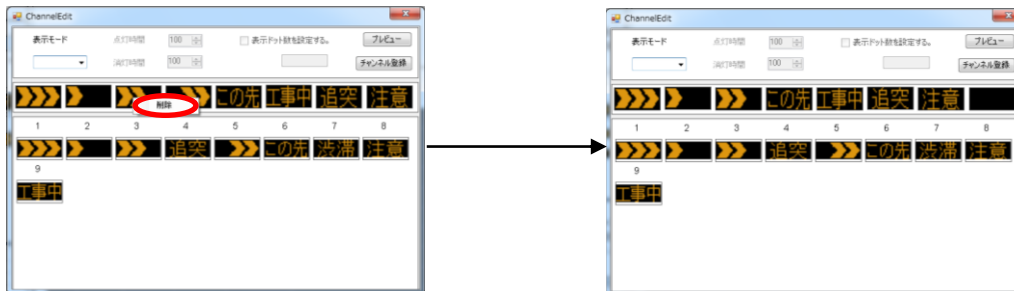 ChannelEdit
表示モード 点灯時間 100 表示ドット数を設定する。 プレビュー
消灯時間 100 チャンネル登録
この先 工事中 追突 注意
削除
1 2 3 4 5 6 7 8
追突 この先 渋滞 注意
9
工事中
ChannelEdit
表示モード 点灯時間 100 表示ドット数を設定する。 プレビュー
消灯時間 100 チャンネル登録
この先 工事中 追突 注意
1 2 3 4 5 6 7 8
追突 この先 渋滞 注意
9
工事中